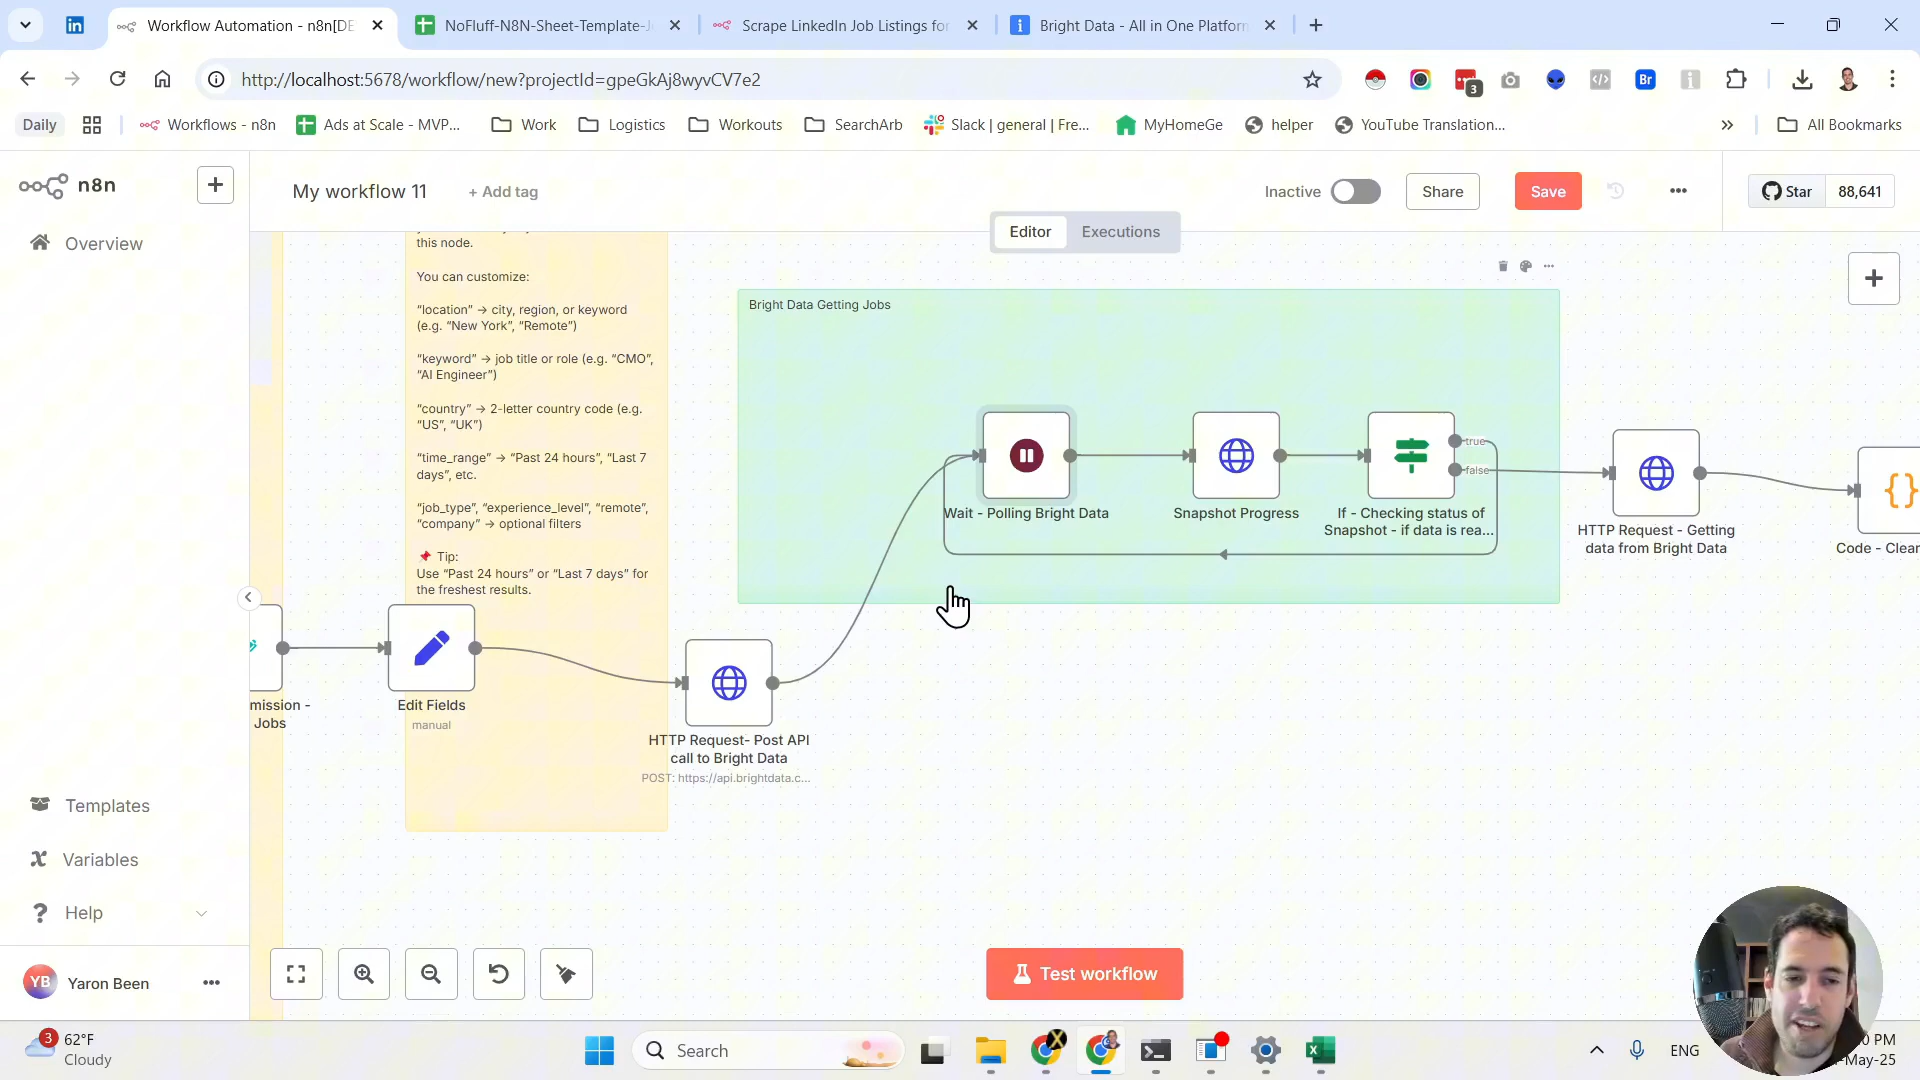 Workflow Automation - n8n[DE
NoFluff-N8N-Sheet-Template-J
Scrape LinkedIn Job Listings for
Bright Data - All in One Platform
http://localhost:5678/workflow/new?projectId=gpeGkAj8wyvCV7e2
3
Br
Daily
Workflows - n8n
Ads at Scale - MVP...
Work
Logistics
Workouts
SearchArb
Slack | general | Fre...
MyHomeGe
helper
YouTube Translation...
All Bookmarks
n8n
My workflow 11
+ Add tag
Inactive
Share
Save
Star
88,641
Overview
Editor
Executions
this node.
You can customize:
"location" → city, region, or keyword
(e.g. "New York", "Remote")
"keyword" → job title or role (e.g. "CMO",
"AI Engineer")
"country" → 2-letter country code (e.g.
"US", "UK")
"time_range" → "Past 24 hours", "Last 7
days", etc.
"job_type", "experience_level", "remote",
"company" → optional filters
📌 Tip:
Use "Past 24 hours" or "Last 7 days" for
the freshest results.
Bright Data Getting Jobs
true
false
Wait - Polling Bright Data
Snapshot Progress
If - Checking status of
Snapshot - if data is rea...
HTTP Request - Getting
data from Bright Data
Code - Clear
mission -
Jobs
Edit Fields
manual
HTTP Request- Post API
call to Bright Data
POST: https://api.brightdata.c...
Templates
Variables
Help
YB
Yaron Been
Test workflow
3
62°F
Cloudy
Search
ENG
0 PM
-May-25